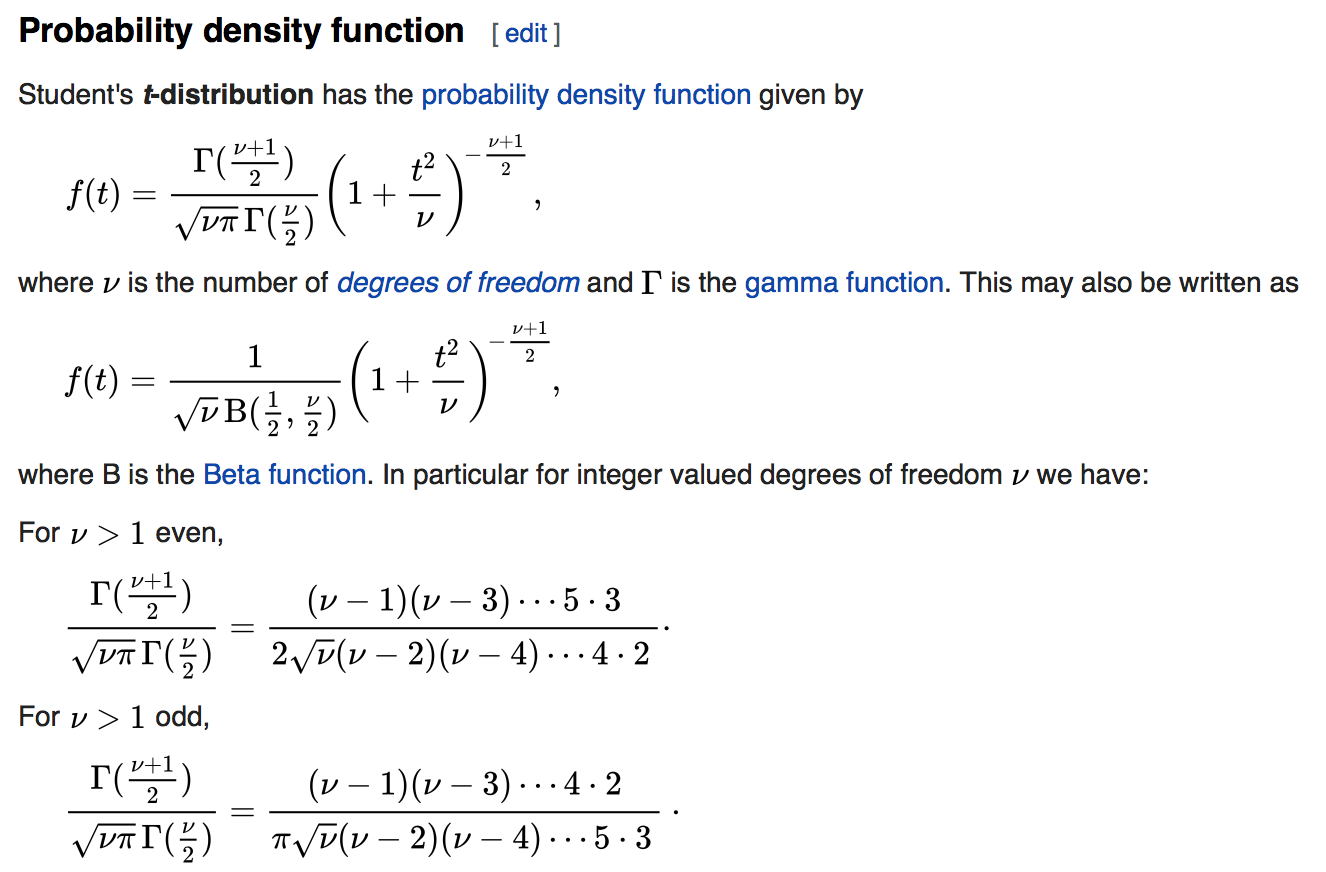 Probability density function [ edit ]
Student's t-distribution has the probability density function given by
f(t) = \frac{\Gamma(\frac{\nu+1}{2})}{\sqrt{\nu\pi}\,\Gamma(\frac{\nu}{2})} \left(1 + \frac{t^2}{\nu}\right)^{-\frac{\nu+1}{2}},
where ν is the number of degrees of freedom and Γ is the gamma function. This may also be written as
f(t) = \frac{1}{\sqrt{\nu}\,\mathrm{B}(\frac{1}{2}, \frac{\nu}{2})} \left(1 + \frac{t^2}{\nu}\right)^{-\frac{\nu+1}{2}},
where B is the Beta function. In particular for integer valued degrees of freedom ν we have:
For ν > 1 even,
\frac{\Gamma(\frac{\nu+1}{2})}{\sqrt{\nu\pi}\,\Gamma(\frac{\nu}{2})} = \frac{(\nu - 1)(\nu - 3) \cdots 5 \cdot 3}{2\sqrt{\nu}(\nu - 2)(\nu - 4) \cdots 4 \cdot 2}.
For ν > 1 odd,
\frac{\Gamma(\frac{\nu+1}{2})}{\sqrt{\nu\pi}\,\Gamma(\frac{\nu}{2})} = \frac{(\nu - 1)(\nu - 3) \cdots 4 \cdot 2}{\pi\sqrt{\nu}(\nu - 2)(\nu - 4) \cdots 5 \cdot 3}.